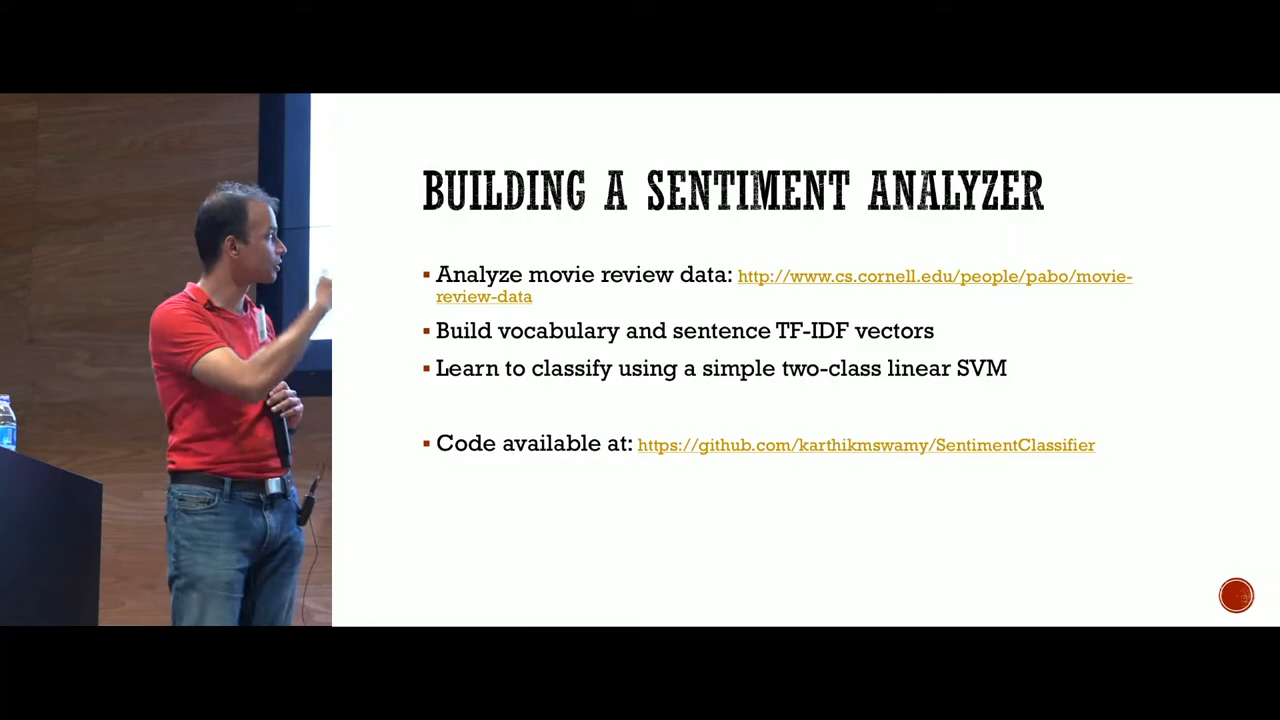 BUILDING A SENTIMENT ANALYZER
▪ Analyze movie review data: http://www.cs.cornell.edu/people/pabo/movie-
review-data
▪ Build vocabulary and sentence TF-IDF vectors
▪ Learn to classify using a simple two-class linear SVM
▪ Code available at: https://github.com/karthikmswamy/SentimentClassifier